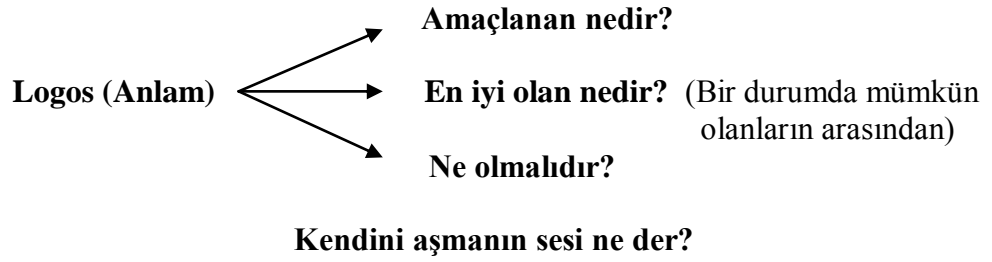 Amaçlanan nedir?
Logos (Anlam)
En iyi olan nedir? (Bir durumda mümkün
olanların arasından)
Ne olmalıdır?
Kendini aşmanın sesi ne der?